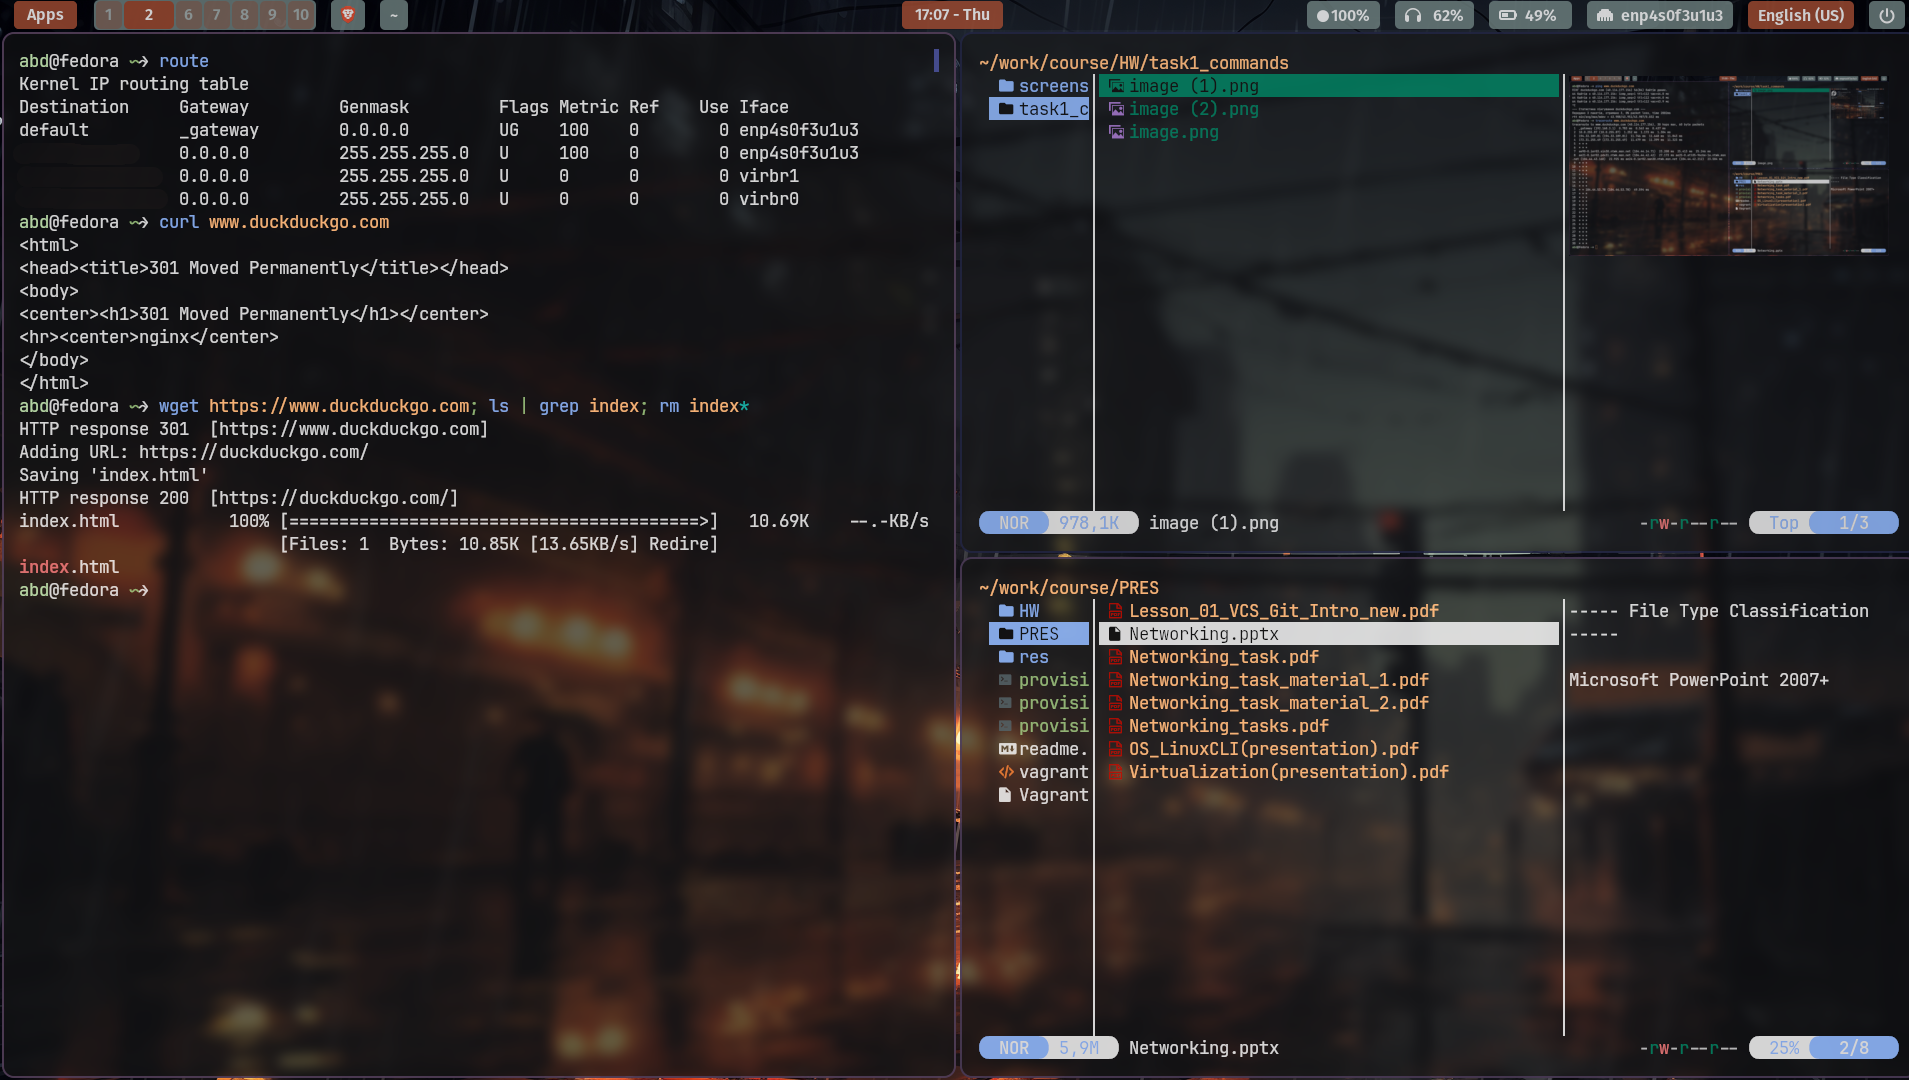 Apps 1 2 6 7 8 9 10 ~ 17:07 - Thu 100% 62% 49% enp4s0f3u1u3 English (US)
abd@fedora ~> route
Kernel IP routing table
Destination Gateway Genmask Flags Metric Ref Use Iface
default _gateway 0.0.0.0 UG 100 0 0 enp4s0f3u1u3
0.0.0.0 255.255.255.0 U 100 0 0 enp4s0f3u1u3
0.0.0.0 255.255.255.0 U 0 0 0 virbr1
0.0.0.0 255.255.255.0 U 0 0 0 virbr0
abd@fedora ~> curl www.duckduckgo.com
<html>
<head><title>301 Moved Permanently</title></head>
<body>
<center><h1>301 Moved Permanently</h1></center>
<hr><center>nginx</center>
</body>
</html>
abd@fedora ~> wget https://www.duckduckgo.com; ls | grep index; rm index*
HTTP response 301 [https://www.duckduckgo.com]
Adding URL: https://duckduckgo.com/
Saving 'index.html'
HTTP response 200 [https://duckduckgo.com/]
index.html 100% [=========================================>] 10.69K --.-KB/s
[Files: 1 Bytes: 10.85K [13.65KB/s] Redire]
index.html
abd@fedora ~>
~/work/course/HW/task1_commands
screens image (1).png
task1_c image (2).png
image.png
NOR 978,1K image (1).png -rw-r--r-- Top 1/3
~/work/course/PRES
HW Lesson_01_VCS_Git_Intro_new.pdf ----- File Type Classification
PRES Networking.pptx -----
res Networking_task.pdf
provisi Networking_task_material_1.pdf Microsoft PowerPoint 2007+
provisi Networking_task_material_2.pdf
provisi Networking_tasks.pdf
readme. OS_LinuxCLI(presentation).pdf
vagrant Virtualization(presentation).pdf
Vagrant
NOR 5,9M Networking.pptx -rw-r--r-- 25% 2/8